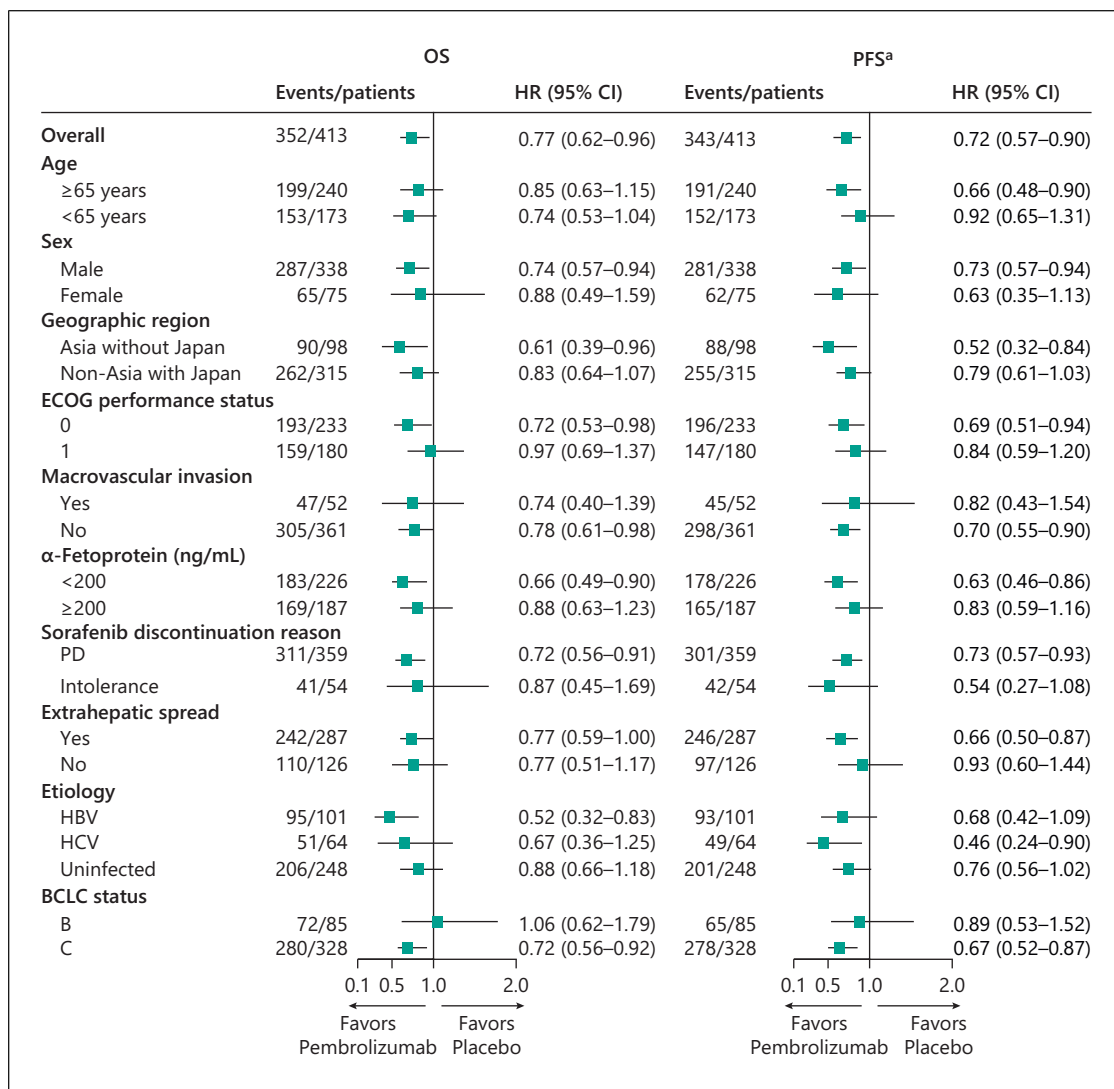 OS PFSa
Events/patients HR (95% CI) Events/patients HR (95% CI)
Overall 352/413 0.77 (0.62–0.96) 343/413 0.72 (0.57–0.90)
Age
≥65 years 199/240 0.85 (0.63–1.15) 191/240 0.66 (0.48–0.90)
<65 years 153/173 0.74 (0.53–1.04) 152/173 0.92 (0.65–1.31)
Sex
Male 287/338 0.74 (0.57–0.94) 281/338 0.73 (0.57–0.94)
Female 65/75 0.88 (0.49–1.59) 62/75 0.63 (0.35–1.13)
Geographic region
Asia without Japan 90/98 0.61 (0.39–0.96) 88/98 0.52 (0.32–0.84)
Non-Asia with Japan 262/315 0.83 (0.64–1.07) 255/315 0.79 (0.61–1.03)
ECOG performance status
0 193/233 0.72 (0.53–0.98) 196/233 0.69 (0.51–0.94)
1 159/180 0.97 (0.69–1.37) 147/180 0.84 (0.59–1.20)
Macrovascular invasion
Yes 47/52 0.74 (0.40–1.39) 45/52 0.82 (0.43–1.54)
No 305/361 0.78 (0.61–0.98) 298/361 0.70 (0.55–0.90)
α-Fetoprotein (ng/mL)
<200 183/226 0.66 (0.49–0.90) 178/226 0.63 (0.46–0.86)
≥200 169/187 0.88 (0.63–1.23) 165/187 0.83 (0.59–1.16)
Sorafenib discontinuation reason
PD 311/359 0.72 (0.56–0.91) 301/359 0.73 (0.57–0.93)
Intolerance 41/54 0.87 (0.45–1.69) 42/54 0.54 (0.27–1.08)
Extrahepatic spread
Yes 242/287 0.77 (0.59–1.00) 246/287 0.66 (0.50–0.87)
No 110/126 0.77 (0.51–1.17) 97/126 0.93 (0.60–1.44)
Etiology
HBV 95/101 0.52 (0.32–0.83) 93/101 0.68 (0.42–1.09)
HCV 51/64 0.67 (0.36–1.25) 49/64 0.46 (0.24–0.90)
Uninfected 206/248 0.88 (0.66–1.18) 201/248 0.76 (0.56–1.02)
BCLC status
B 72/85 1.06 (0.62–1.79) 65/85 0.89 (0.53–1.52)
C 280/328 0.72 (0.56–0.92) 278/328 0.67 (0.52–0.87)
0.1 0.5 1.0 2.0 0.1 0.5 1.0 2.0
Favors Favors Favors Favors
Pembrolizumab Placebo Pembrolizumab Placebo